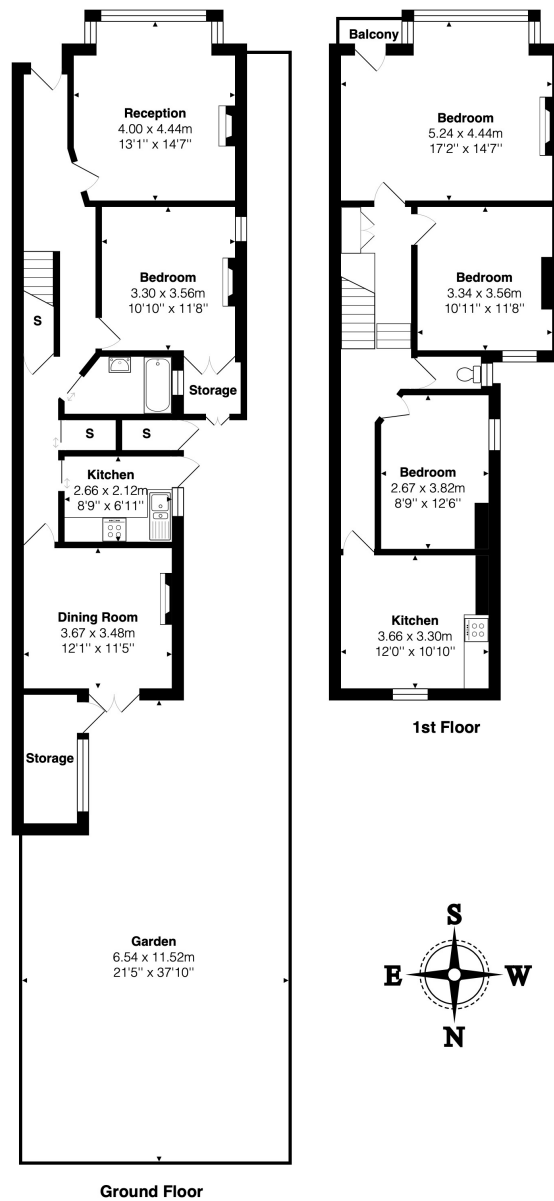 Reception
4.00 x 4.44m
13'1'' x 14'7''
Bedroom
3.30 x 3.56m
10'10'' x 11'8''
S
Storage
S
S
Kitchen
2.66 x 2.12m
8'9'' x 6'11''
Dining Room
3.67 x 3.48m
12'1'' x 11'5''
Storage
Garden
6.54 x 11.52m
21'5'' x 37'10''
Ground Floor
Balcony
Bedroom
5.24 x 4.44m
17'2'' x 14'7''
Bedroom
3.34 x 3.56m
10'11'' x 11'8''
Bedroom
2.67 x 3.82m
8'9'' x 12'6''
Kitchen
3.66 x 3.30m
12'0'' x 10'10''
1st Floor
S
E
W
N